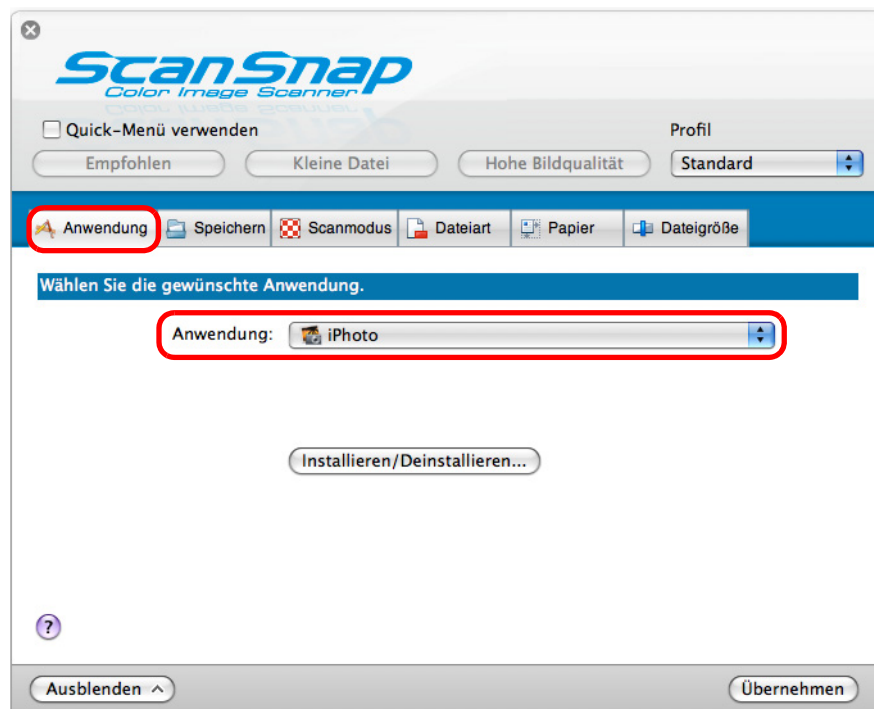 ScanSnap
Color Image Scanner
Quick-Menü verwenden
Profil
Empfohlen
Kleine Datei
Hohe Bildqualität
Standard
Anwendung
Speichern
Scanmodus
Dateiart
Papier
Dateigröße
Wählen Sie die gewünschte Anwendung.
Anwendung:
iPhoto
Installieren/Deinstallieren...
?
Ausblenden
Übernehmen